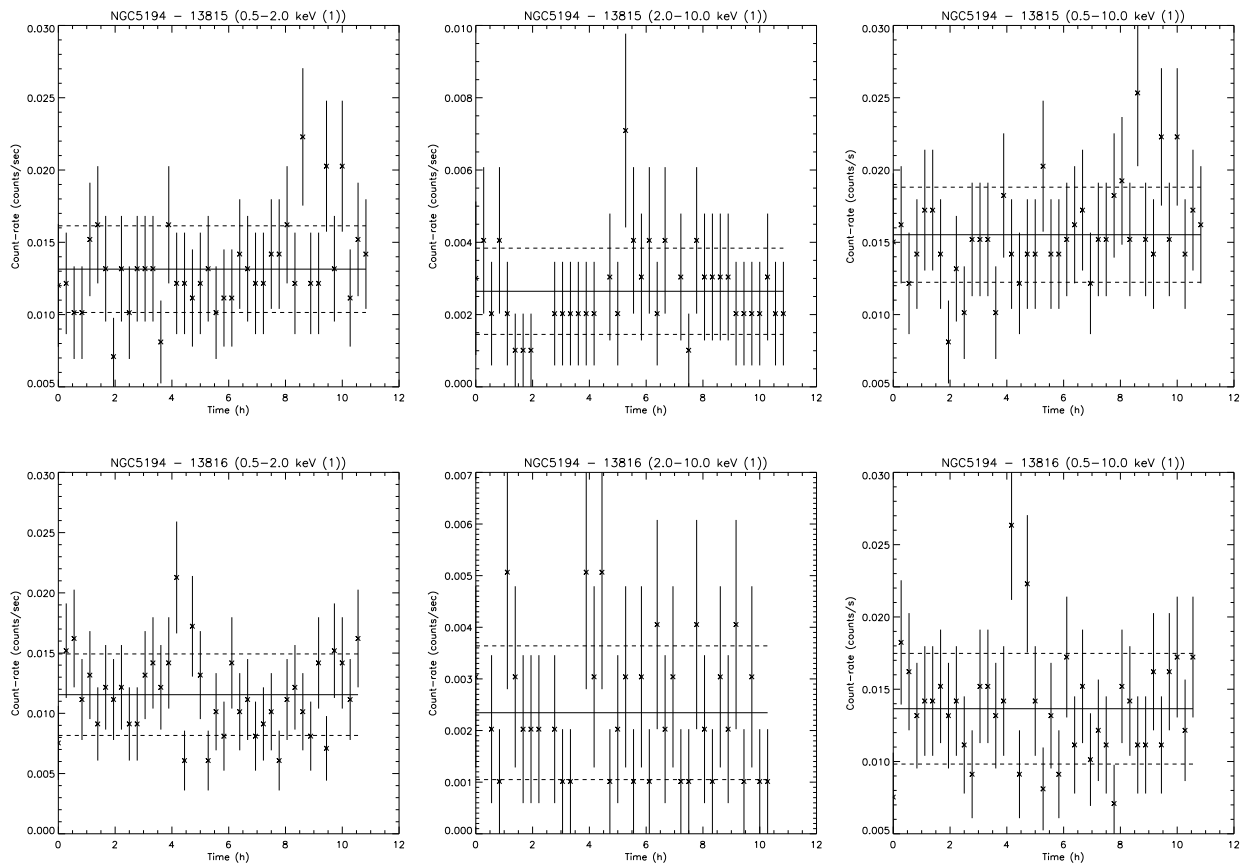 NGC5194 - 13815 (0.5-2.0 keV (1))
Count-rate (counts/sec)
0.030
0.025
0.020
0.015
0.010
0.005
0 2 4 6 8 10 12
Time (h)
NGC5194 - 13815 (2.0-10.0 keV (1))
Count-rate (counts/sec)
0.010
0.008
0.006
0.004
0.002
0.000
0 2 4 6 8 10 12
Time (h)
NGC5194 - 13815 (0.5-10.0 keV (1))
Count-rate (counts/s)
0.030
0.025
0.020
0.015
0.010
0.005
0 2 4 6 8 10 12
Time (h)
NGC5194 - 13816 (0.5-2.0 keV (1))
Count-rate (counts/sec)
0.030
0.025
0.020
0.015
0.010
0.005
0.000
0 2 4 6 8 10 12
Time (h)
NGC5194 - 13816 (2.0-10.0 keV (1))
Count-rate (counts/sec)
0.007
0.006
0.005
0.004
0.003
0.002
0.001
0.000
0 2 4 6 8 10 12
Time (h)
NGC5194 - 13816 (0.5-10.0 keV (1))
Count-rate (counts/s)
0.030
0.025
0.020
0.015
0.010
0.005
0 2 4 6 8 10 12
Time (h)